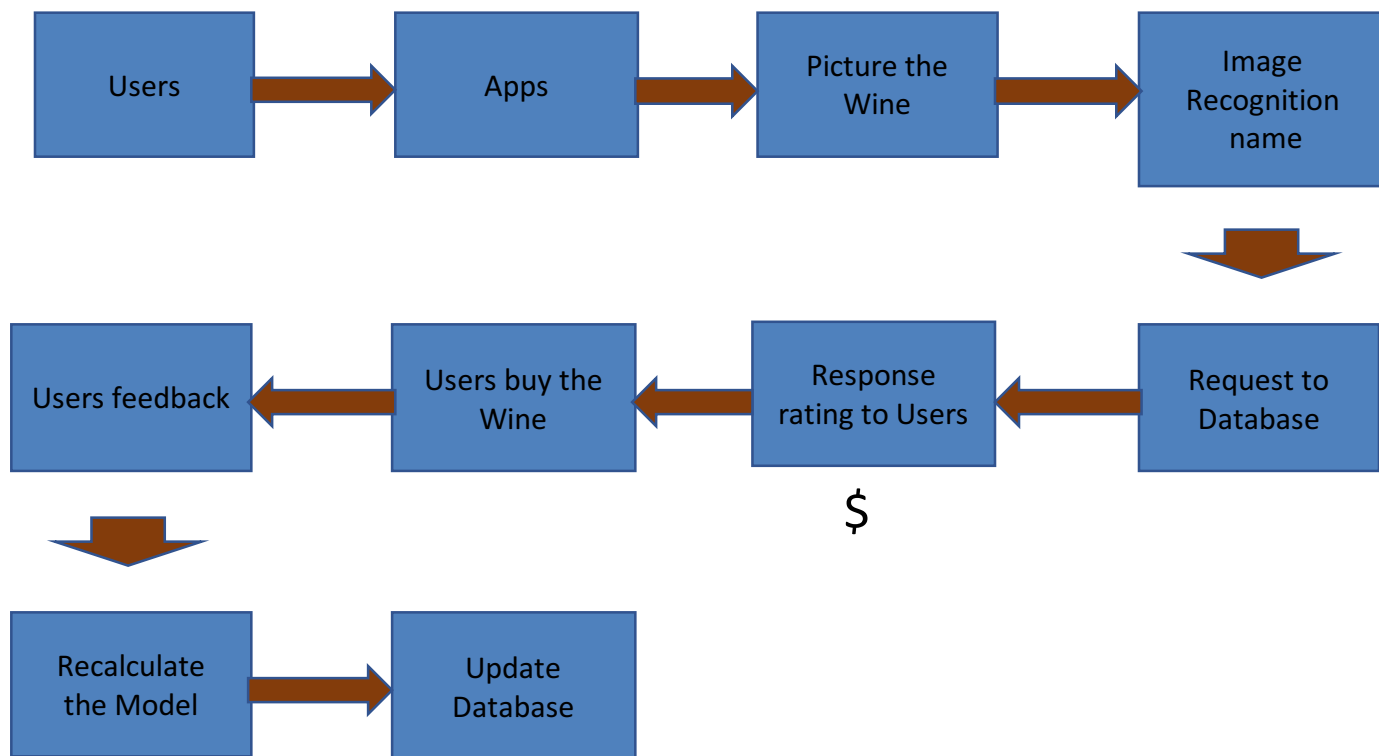 Users
Apps
Picture the
Wine
Image
Recognition
name
Users feedback
Users buy the
Wine
Response
rating to Users
Request to
Database
$
Recalculate
the Model
Update
Database